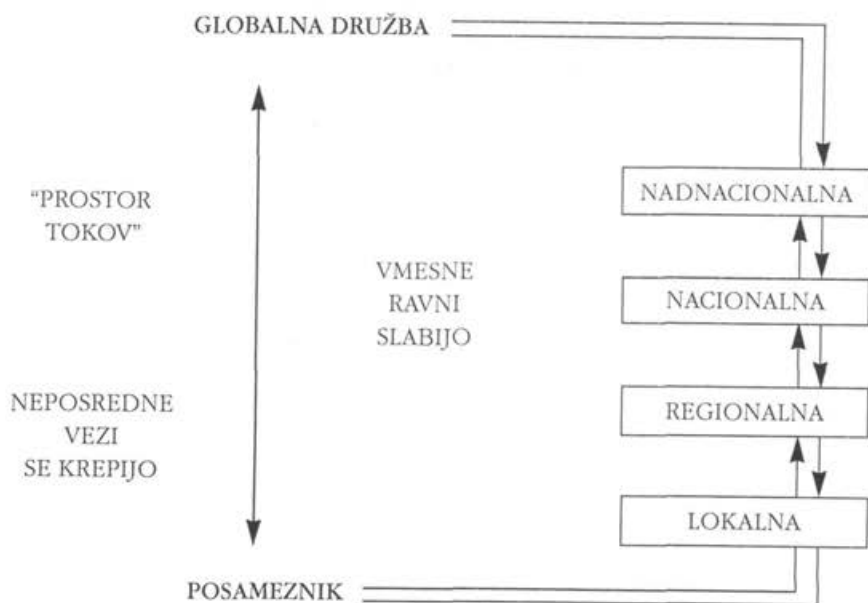 GLOBALNA DRUŽBA
"PROSTOR
TOKOV"
NADNACIONALNA
VMESNE
RAVNI
SLABIJO
NACIONALNA
NEPOSREDNE
VEZI
SE KREPIJO
REGIONALNA
LOKALNA
POSAMEZNIK